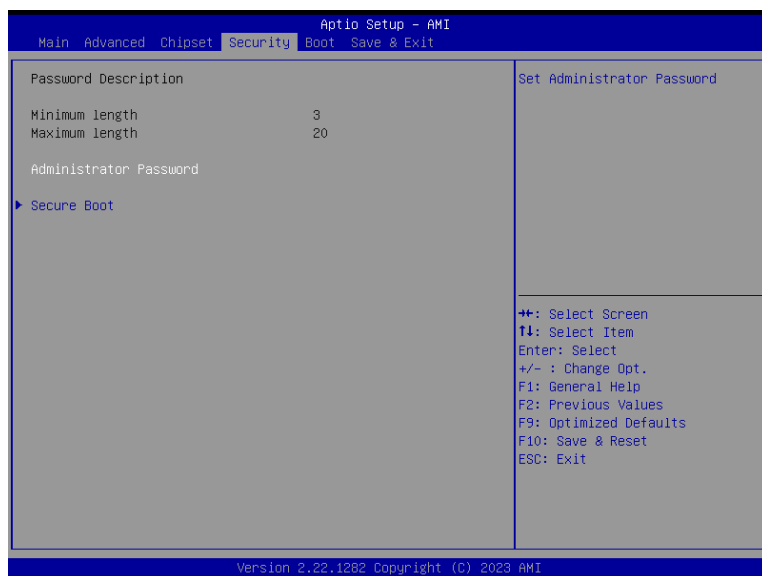 Aptio Setup – AMI
Main Advanced Chipset Security Boot Save & Exit
Password Description
Minimum length 3
Maximum length 20
Administrator Password
Secure Boot
Set Administrator Password
→←: Select Screen
↑↓: Select Item
Enter: Select
+/- : Change Opt.
F1: General Help
F2: Previous Values
F9: Optimized Defaults
F10: Save & Reset
ESC: Exit
Version 2.22.1282 Copyright (C) 2023 AMI